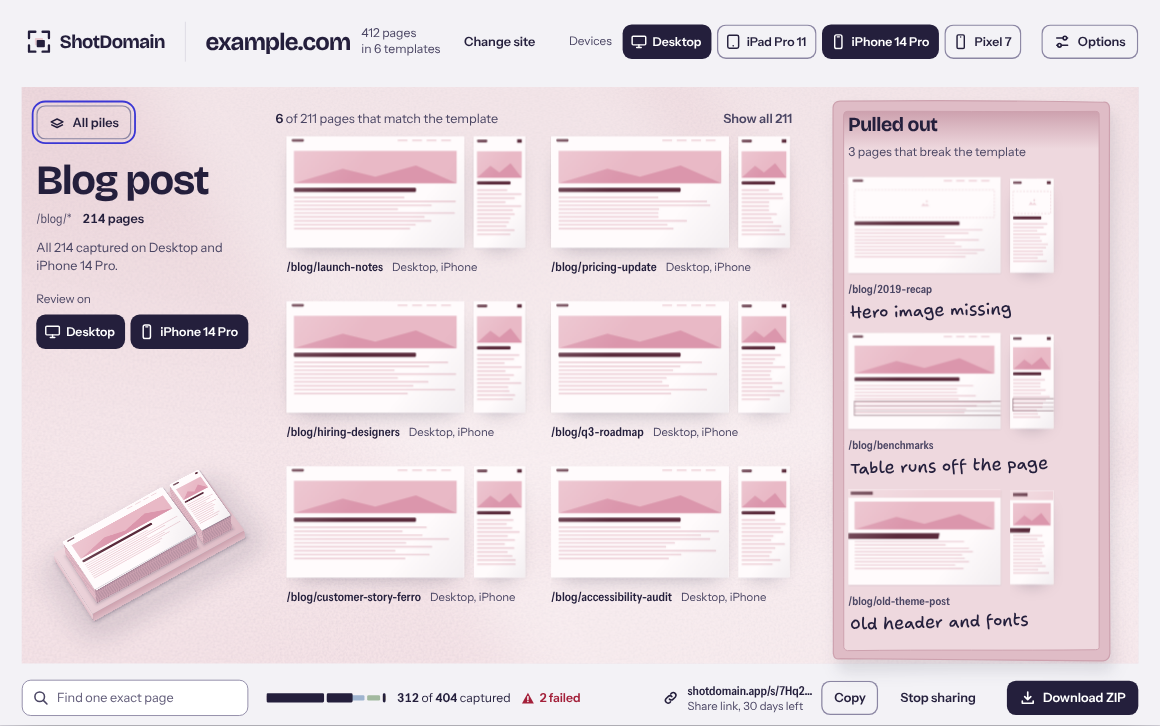 ShotDomain
example.com
412 pages
in 6 templates
Change site
Devices
Desktop
iPad Pro 11
iPhone 14 Pro
Pixel 7
Options
All piles
Blog post
/blog/* 214 pages
All 214 captured on Desktop and
iPhone 14 Pro.
Review on
Desktop
iPhone 14 Pro
6 of 211 pages that match the template
Show all 211
/blog/launch-notes Desktop, iPhone
/blog/pricing-update Desktop, iPhone
/blog/hiring-designers Desktop, iPhone
/blog/q3-roadmap Desktop, iPhone
/blog/customer-story-ferro Desktop, iPhone
/blog/accessibility-audit Desktop, iPhone
Pulled out
3 pages that break the template
/blog/2019-recap
Hero image missing
/blog/benchmarks
Table runs off the page
/blog/old-theme-post
Old header and fonts
Find one exact page
312 of 404 captured
2 failed
shotdomain.app/s/7Hq2...
Share link, 30 days left
Copy
Stop sharing
Download ZIP